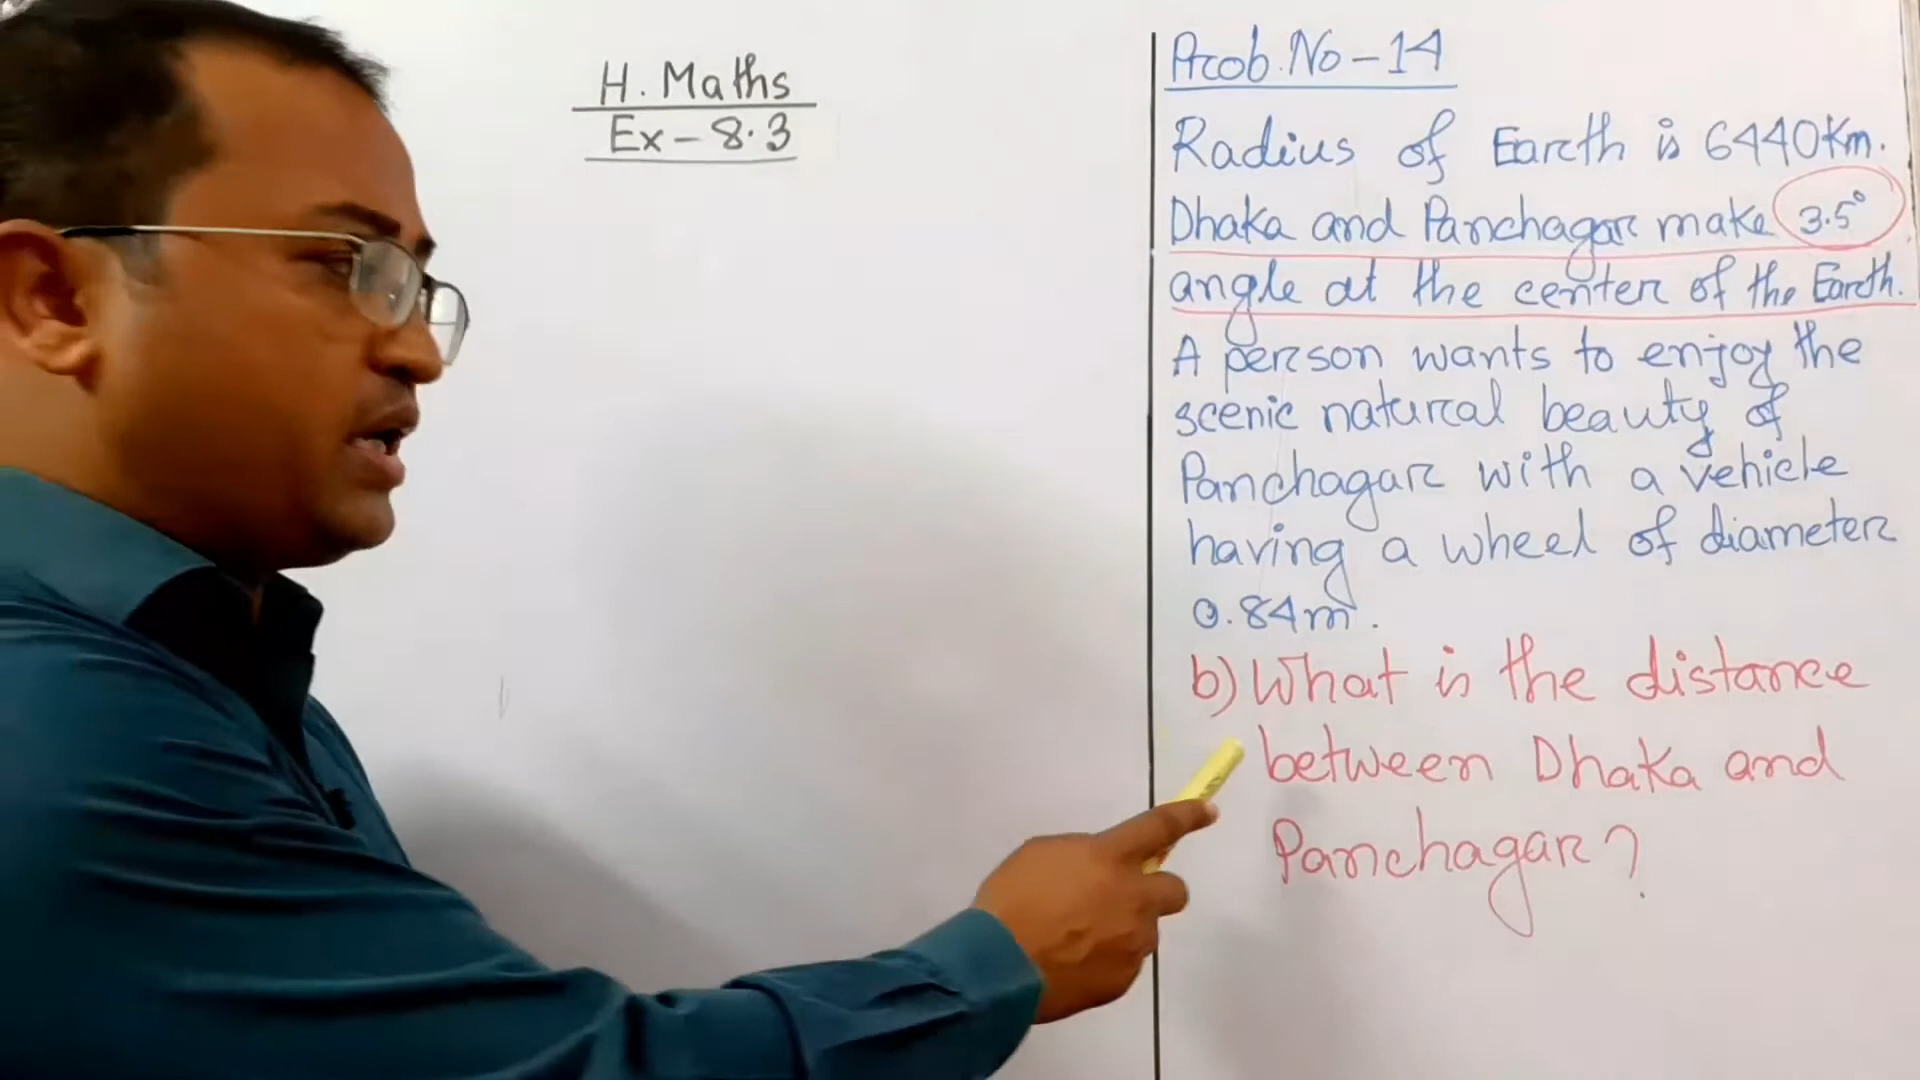 H. Maths
Ex - 8.3
Prob. No - 14
Radius of Earth is 6440Km.
Dhaka and Panchagar make 3.5°
angle at the center of the Earth.
A person wants to enjoy the
scenic natural beauty of
Panchagar with a vehicle
having a wheel of diameter
0.84m.
b) What is the distance
between Dhaka and
Panchagar?